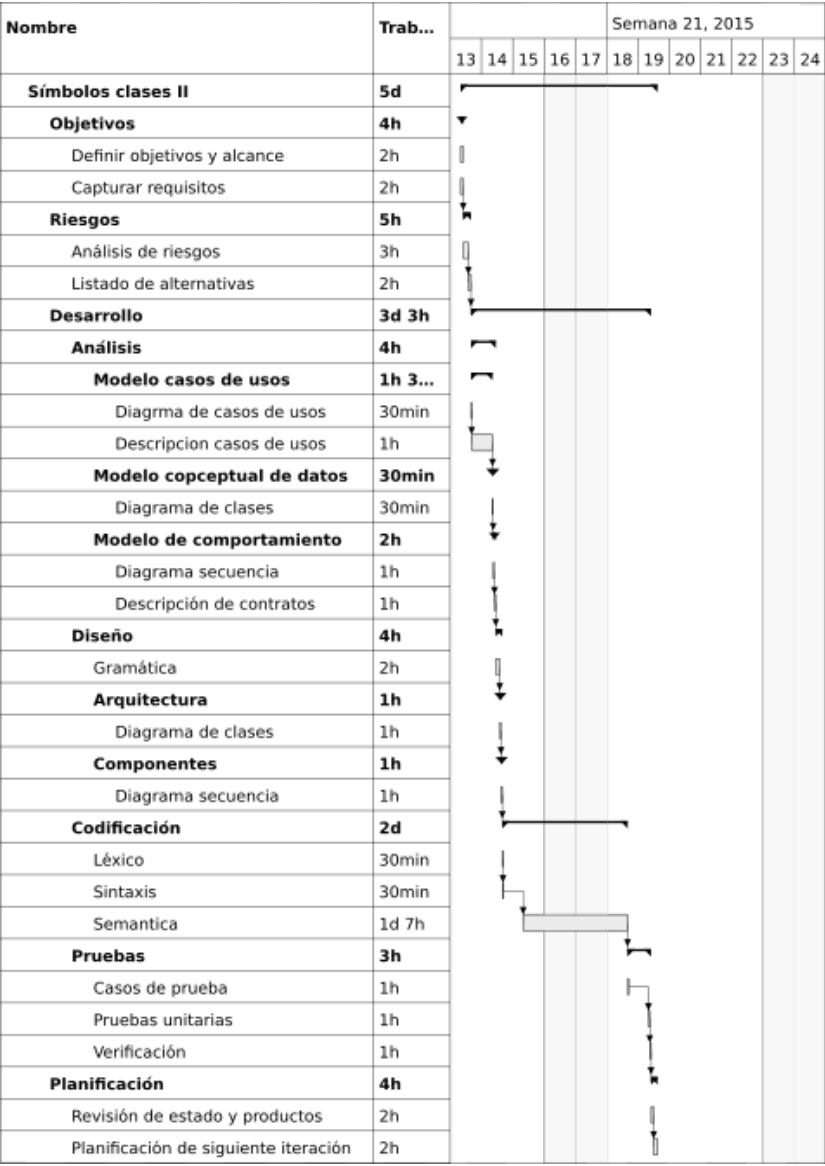 Nombre Trab... Semana 21, 2015
13 14 15 16 17 18 19 20 21 22 23 24
Símbolos clases II 5d
Objetivos 4h
Definir objetivos y alcance 2h
Capturar requisitos 2h
Riesgos 5h
Análisis de riesgos 3h
Listado de alternativas 2h
Desarrollo 3d 3h
Análisis 4h
Modelo casos de usos 1h 3...
Diagrma de casos de usos 30min
Descripcion casos de usos 1h
Modelo copceptual de datos 30min
Diagrama de clases 30min
Modelo de comportamiento 2h
Diagrama secuencia 1h
Descripción de contratos 1h
Diseño 4h
Gramática 2h
Arquitectura 1h
Diagrama de clases 1h
Componentes 1h
Diagrama secuencia 1h
Codificación 2d
Léxico 30min
Sintaxis 30min
Semantica 1d 7h
Pruebas 3h
Casos de prueba 1h
Pruebas unitarias 1h
Verificación 1h
Planificación 4h
Revisión de estado y productos 2h
Planificación de siguiente iteración 2h